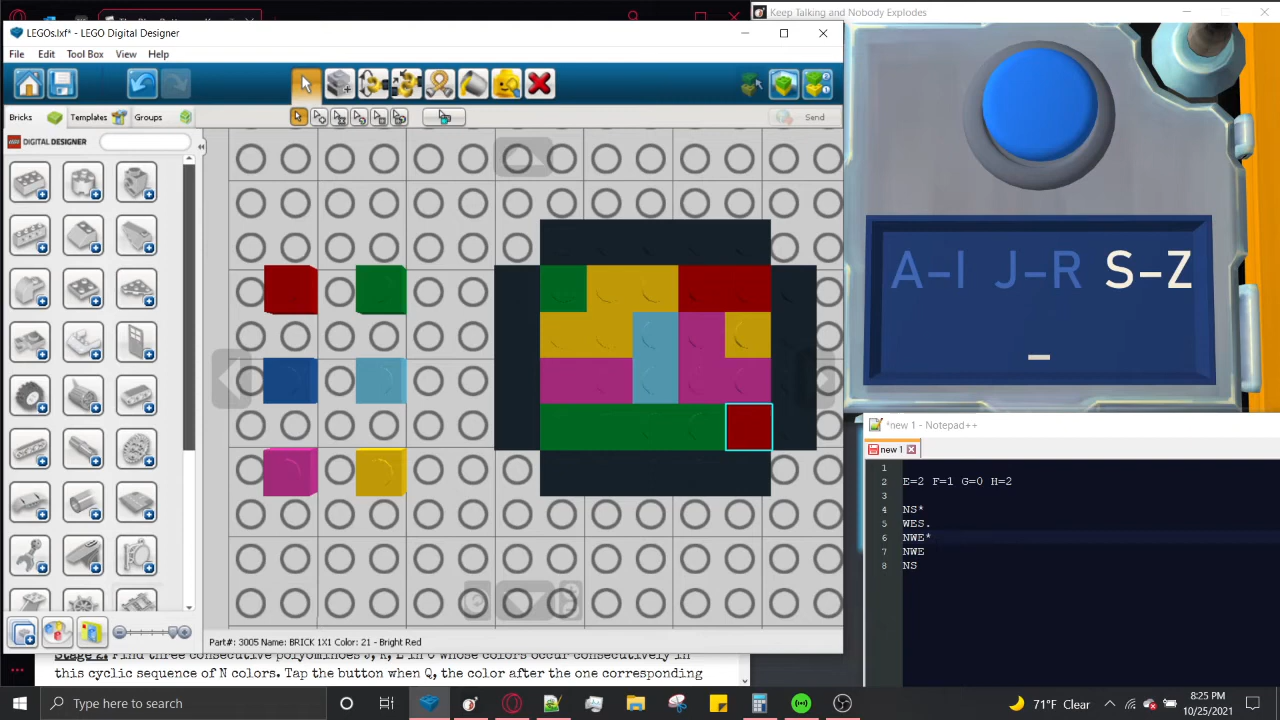 Keep Talking and Nobody Explodes
LEGOs.lxf* - LEGO Digital Designer
File Edit Tool Box View Help
Bricks Templates Groups
Send
LEGO DIGITAL DESIGNER
A-I J-R S-Z
*new 1 - Notepad++
new 1
1
2 E=2 F=1 G=0 H=2
3
4 NS*
5 WES.
6 NWE*
7 NWE
8 NS
Part#: 3005 Name: BRICK 1X1 Color: 21 - Bright Red
Stage 2: Find three consecutive polyominoes J, K, L in O whose colors occur consecutively in
this cyclic sequence of N colors. Tap the button when Q, the color after the one corresponding
Type here to search
71°F Clear
8:25 PM
10/25/2021